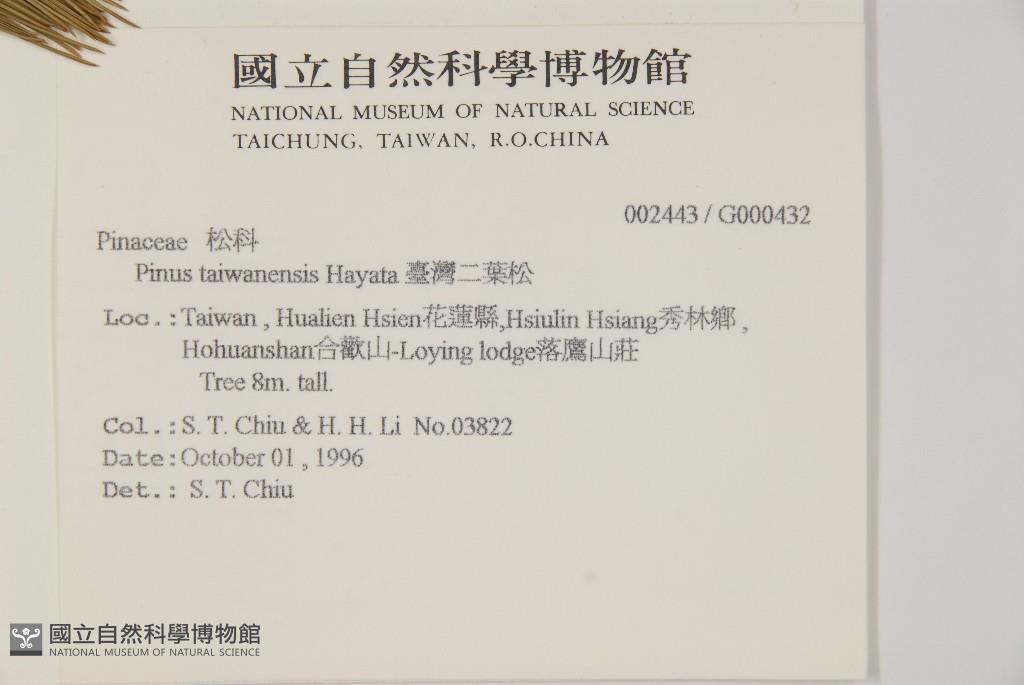 國立自然科學博物館
NATIONAL MUSEUM OF NATURAL SCIENCE
TAICHUNG, TAIWAN, R.O.CHINA
002443 / G000432
Pinaceae 松科
Pinus taiwanensis Hayata 臺灣二葉松
Loc.:Taiwan , Hualien Hsien花蓮縣,Hsiulin Hsiang秀林鄉 ,
Hohuanshan合歡山-Loying lodge落鷹山莊
Tree 8m. tall.
Col.:S. T. Chiu & H. H. Li No.03822
Date:October 01 , 1996
Det.: S. T. Chiu
國立自然科學博物館
NATIONAL MUSEUM OF NATURAL SCIENCE